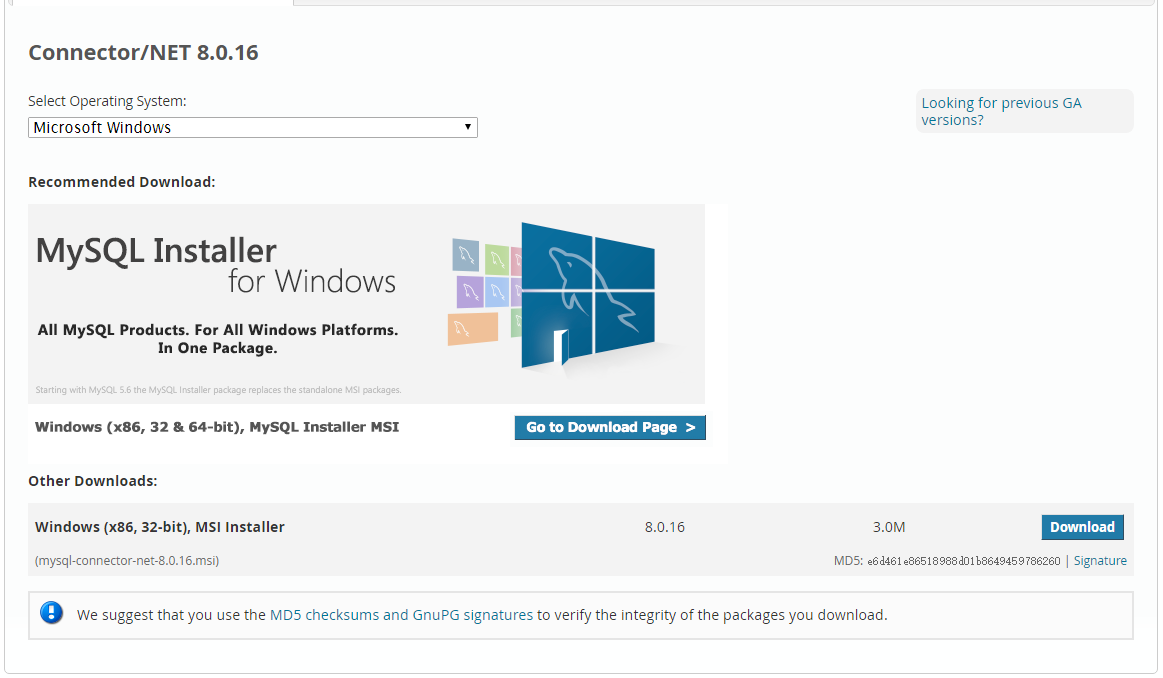 Connector/NET 8.0.16
Select Operating System:
Microsoft Windows
Looking for previous GA
versions?
Recommended Download:
MySQL Installer
for Windows
All MySQL Products. For All Windows Platforms.
In One Package.
Starting with MySQL 5.6 the MySQL Installer package replaces the standalone MSI packages.
Windows (x86, 32 & 64-bit), MySQL Installer MSI
Go to Download Page >
Other Downloads:
Windows (x86, 32-bit), MSI Installer 8.0.16 3.0M Download
(mysql-connector-net-8.0.16.msi) MD5: e6d461e86518988d01b8649459786260 | Signature
We suggest that you use the MD5 checksums and GnuPG signatures to verify the integrity of the packages you download.